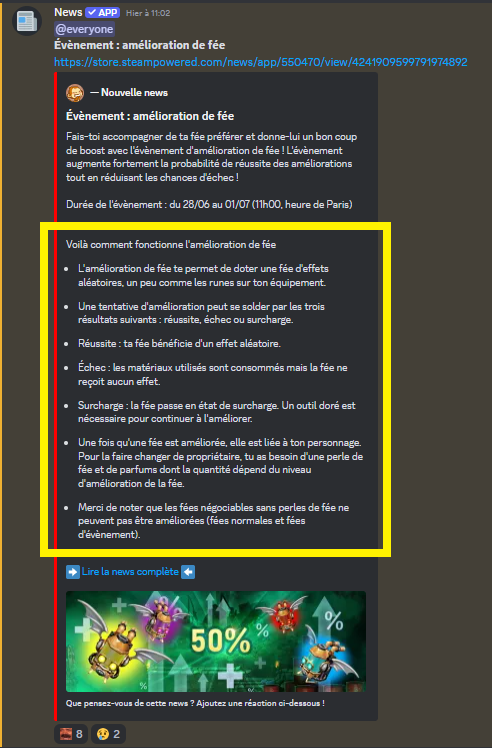 News ✓ APP Hier à 11:02
@everyone
Évènement : amélioration de fée
https://store.steampowered.com/news/app/550470/view/4241909599791974892
— Nouvelle news
Évènement : amélioration de fée
Fais-toi accompagner de ta fée préférer et donne-lui un bon coup
de boost avec l'évènement d'amélioration de fée ! L'évènement
augmente fortement la probabilité de réussite des améliorations
tout en réduisant les chances d'échec !
Durée de l'évènement : du 28/06 au 01/07 (11h00, heure de Paris)
Voilà comment fonctionne l'amélioration de fée
• L'amélioration de fée te permet de doter une fée d'effets
aléatoires, un peu comme les runes sur ton équipement.
• Une tentative d'amélioration peut se solder par les trois
résultats suivants : réussite, échec ou surcharge.
• Réussite : ta fée bénéficie d'un effet aléatoire.
• Échec : les matériaux utilisés sont consommés mais la fée ne
reçoit aucun effet.
• Surcharge : la fée passe en état de surcharge. Un outil doré est
nécessaire pour continuer à l'améliorer.
• Une fois qu'une fée est améliorée, elle est liée à ton personnage.
Pour la faire changer de propriétaire, tu as besoin d'une perle de
fée et de parfums dont la quantité dépend du niveau
d'amélioration de la fée.
• Merci de noter que les fées négociables sans perles de fée ne
peuvent pas être améliorées (fées normales et fées
d'évènement).
➡ Lire la news complète ⬅
50%
%
%
%
%
Que pensez-vous de cette news ? Ajoutez une réaction ci-dessous !
8 2